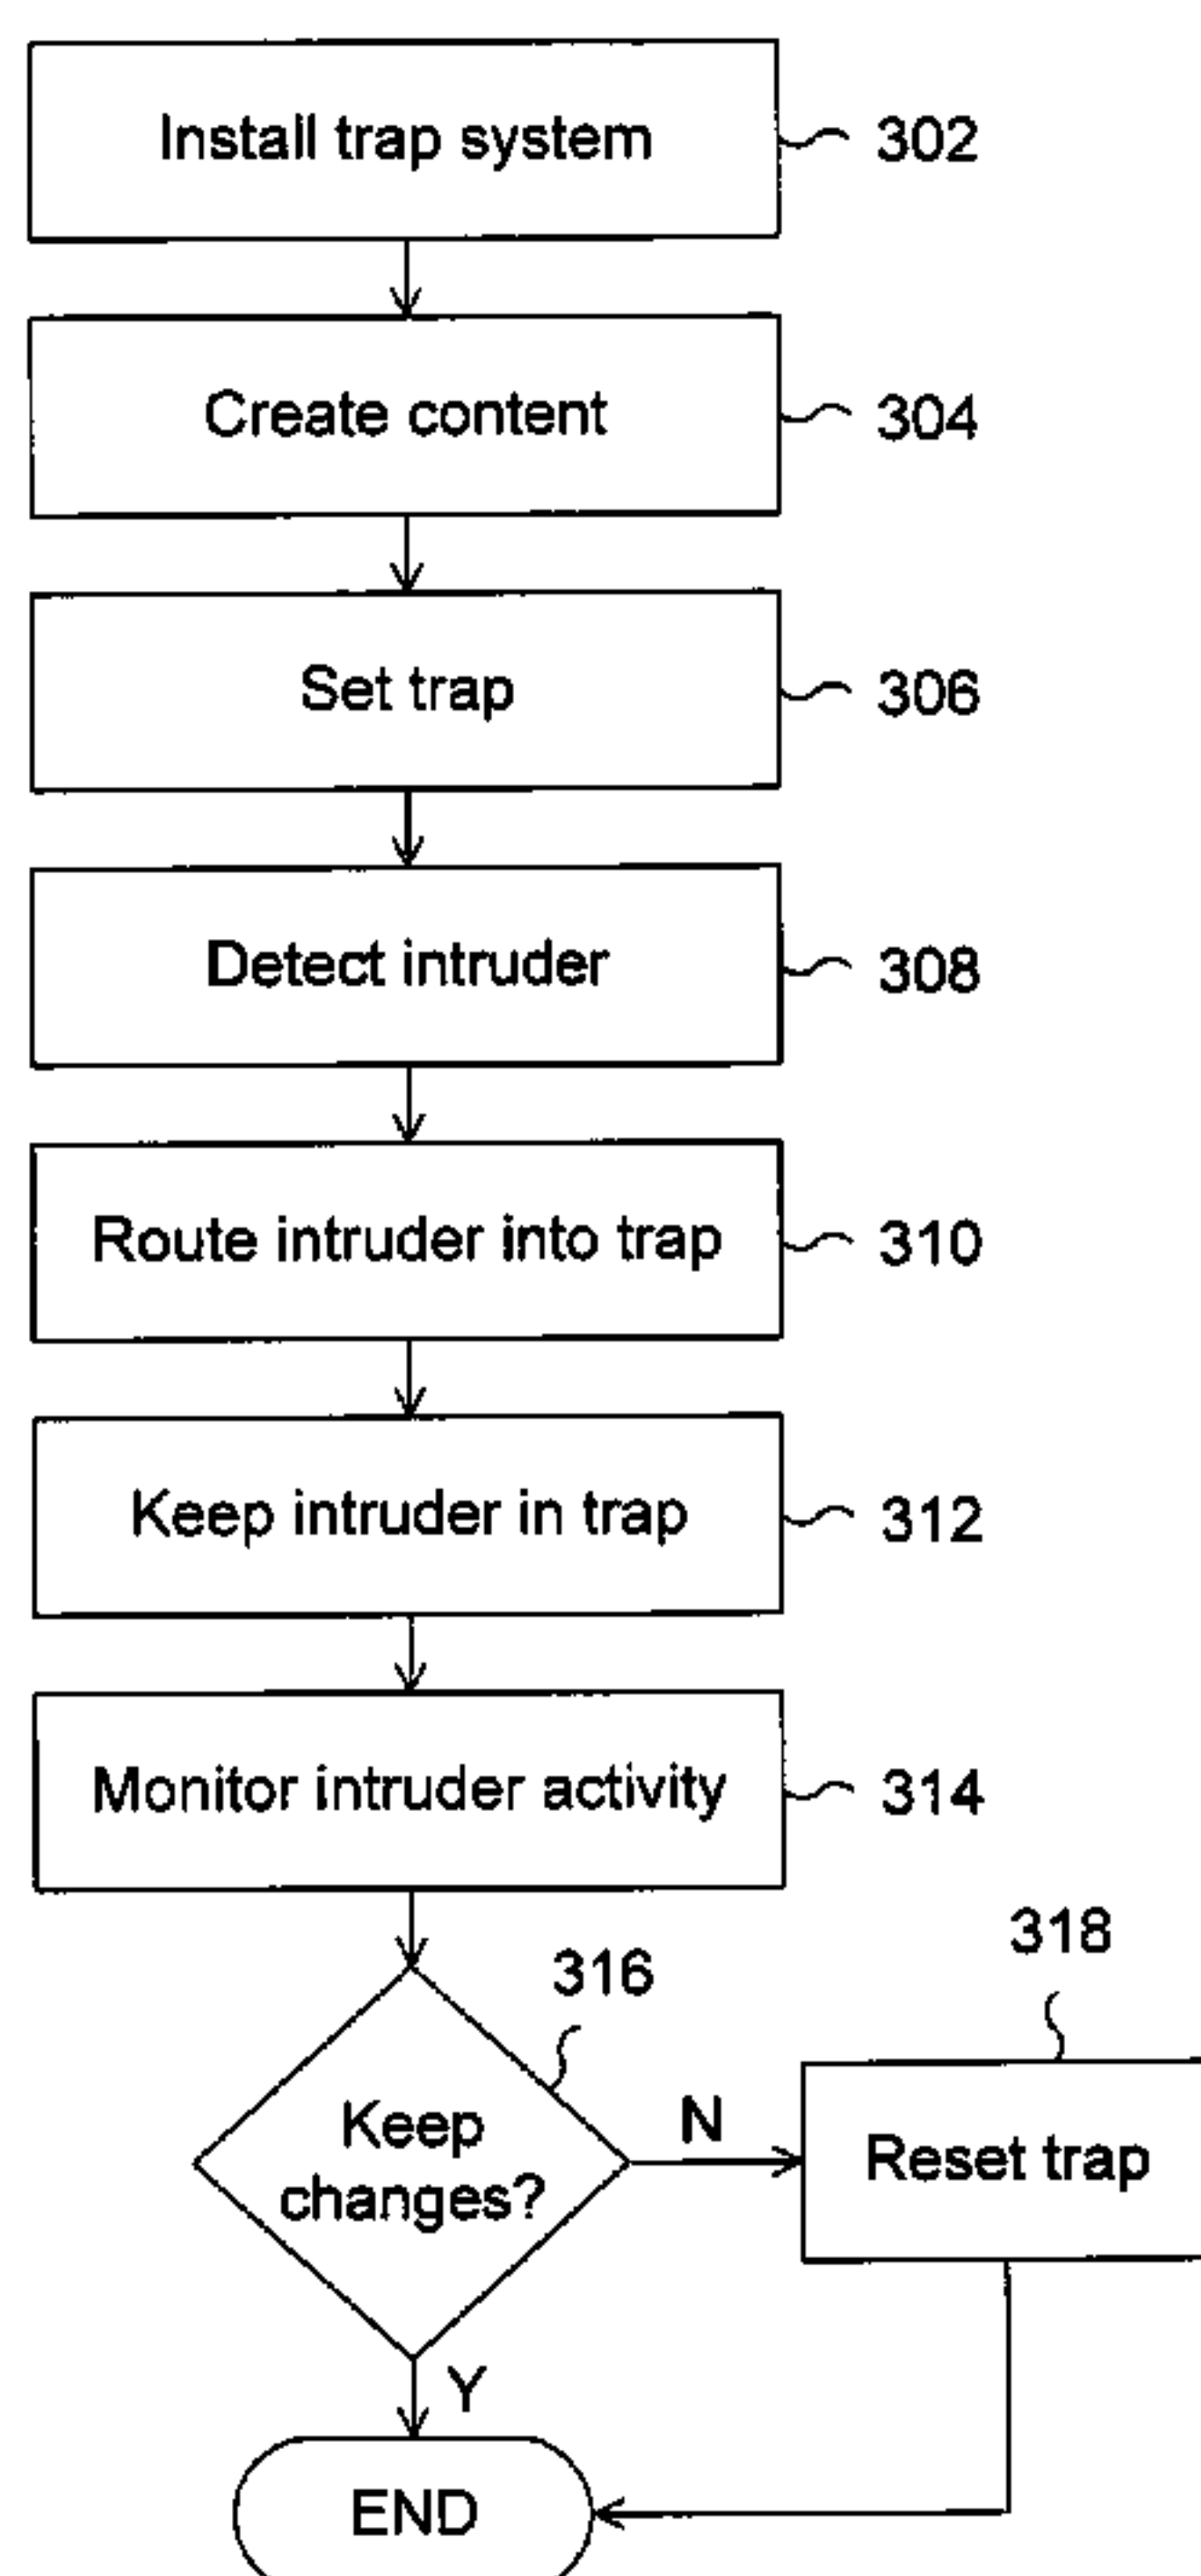 Install trap system
302
Create content
304
Set trap
306
Detect intruder
308
Route intruder into trap
310
Keep intruder in trap
312
Monitor intruder activity
314
316
318
Keep
changes?
N
Reset trap
Y
END